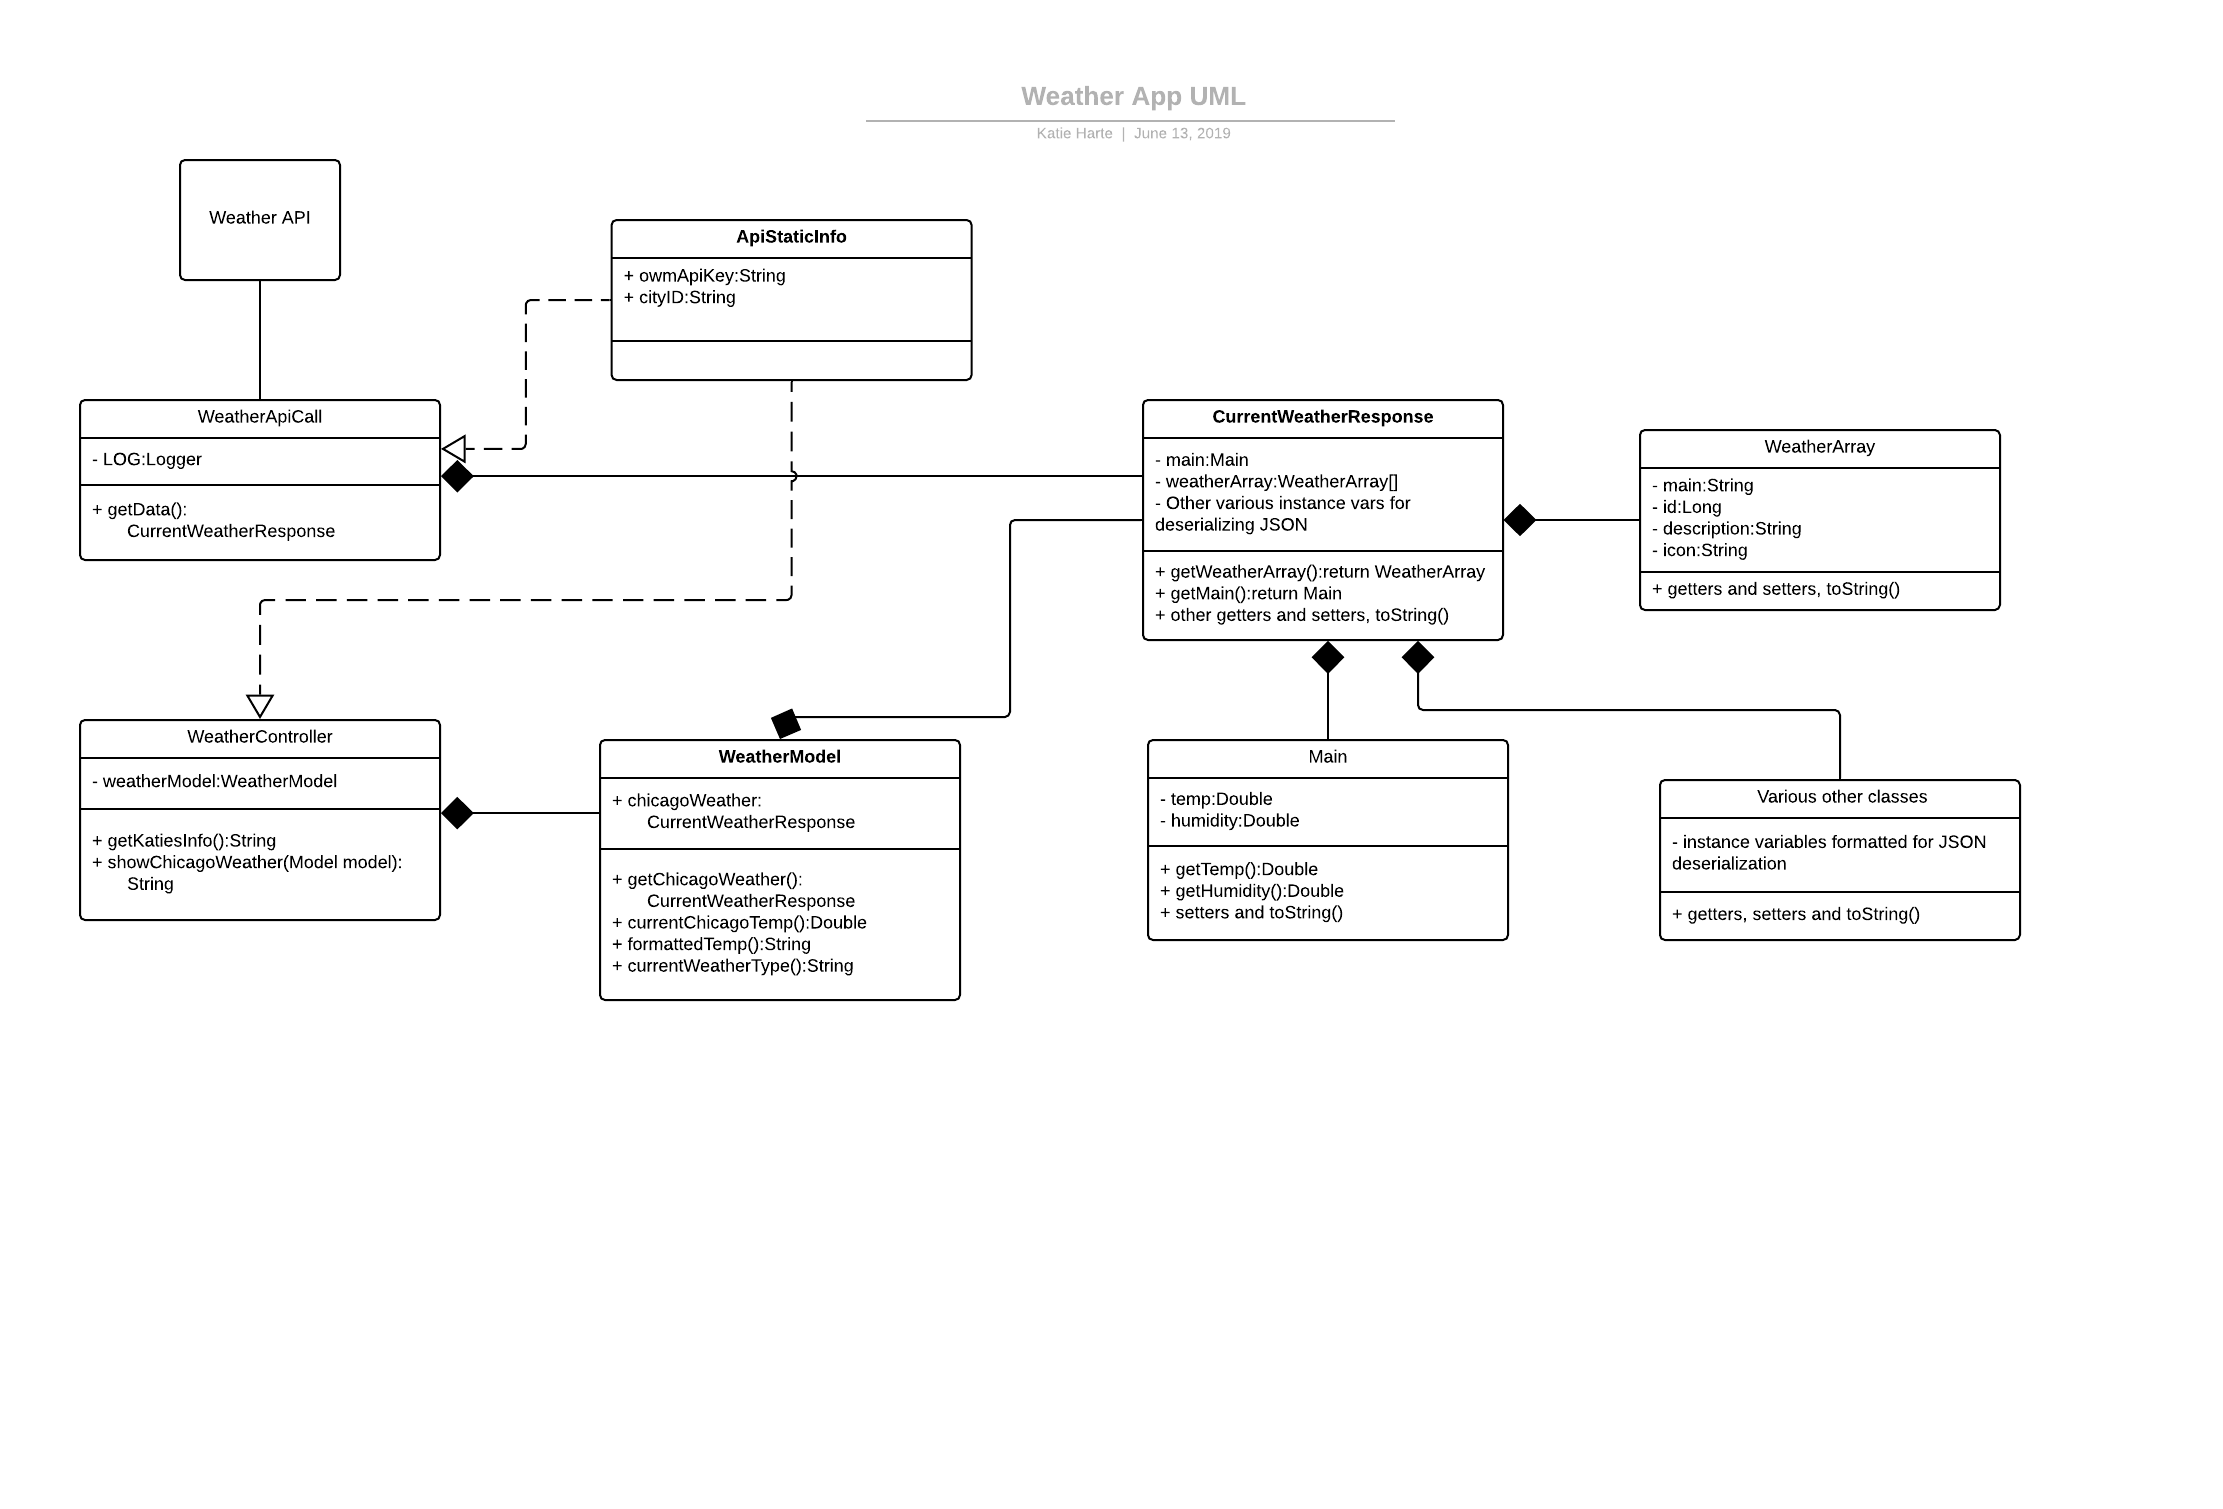 Weather App UML
Katie Harte | June 13, 2019
Weather API
ApiStaticInfo
+ owmApiKey:String
+ cityID:String
WeatherApiCall
- LOG:Logger
+ getData():
CurrentWeatherResponse
CurrentWeatherResponse
- main:Main
- weatherArray:WeatherArray[]
- Other various instance vars for
deserializing JSON
+ getWeatherArray():return WeatherArray
+ getMain():return Main
+ other getters and setters, toString()
WeatherArray
- main:String
- id:Long
- description:String
- icon:String
+ getters and setters, toString()
WeatherController
- weatherModel:WeatherModel
+ getKatiesInfo():String
+ showChicagoWeather(Model model):
String
WeatherModel
+ chicagoWeather:
CurrentWeatherResponse
+ getChicagoWeather():
CurrentWeatherResponse
+ currentChicagoTemp():Double
+ formattedTemp():String
+ currentWeatherType():String
Main
- temp:Double
- humidity:Double
+ getTemp():Double
+ getHumidity():Double
+ setters and toString()
Various other classes
- instance variables formatted for JSON
deserialization
+ getters, setters and toString()